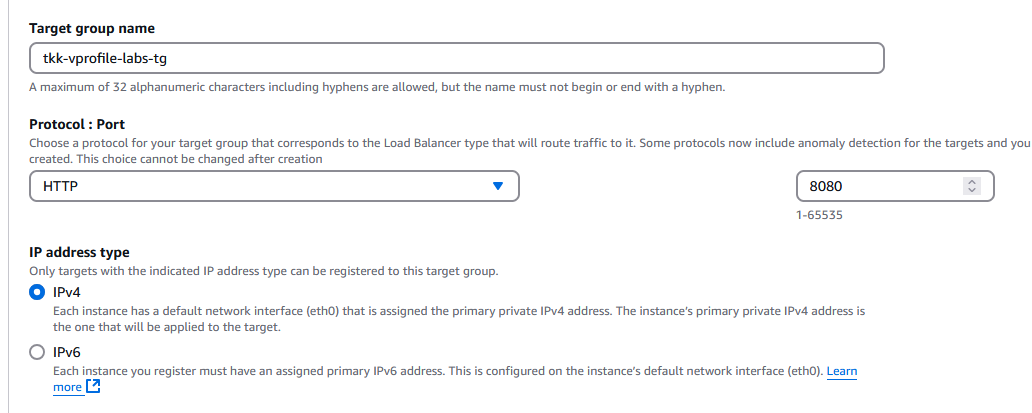 Target group name
tkk-vprofile-labs-tg
A maximum of 32 alphanumeric characters including hyphens are allowed, but the name must not begin or end with a hyphen.
Protocol : Port
Choose a protocol for your target group that corresponds to the Load Balancer type that will route traffic to it. Some protocols now include anomaly detection for the targets and you
created. This choice cannot be changed after creation
HTTP
8080
1-65535
IP address type
Only targets with the indicated IP address type can be registered to this target group.
IPv4
Each instance has a default network interface (eth0) that is assigned the primary private IPv4 address. The instance's primary private IPv4 address is
the one that will be applied to the target.
IPv6
Each instance you register must have an assigned primary IPv6 address. This is configured on the instance's default network interface (eth0). Learn
more